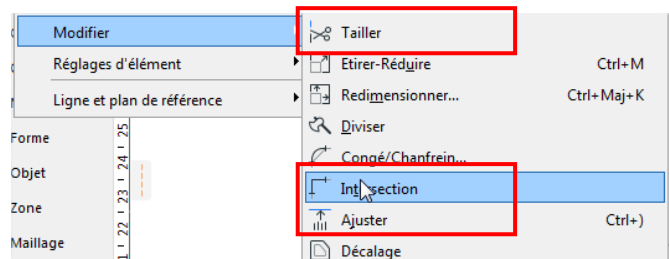 Modifier
Tailler
Réglages d'élément
Etirer-Réduire Ctrl+M
Ligne et plan de référence
Redimensionner... Ctrl+Maj+K
Forme
Diviser
Congé/Chanfrein...
Objet
Intersection
Zone
Ajuster Ctrl+)
Maillage
Décalage
25
24
23
22
21